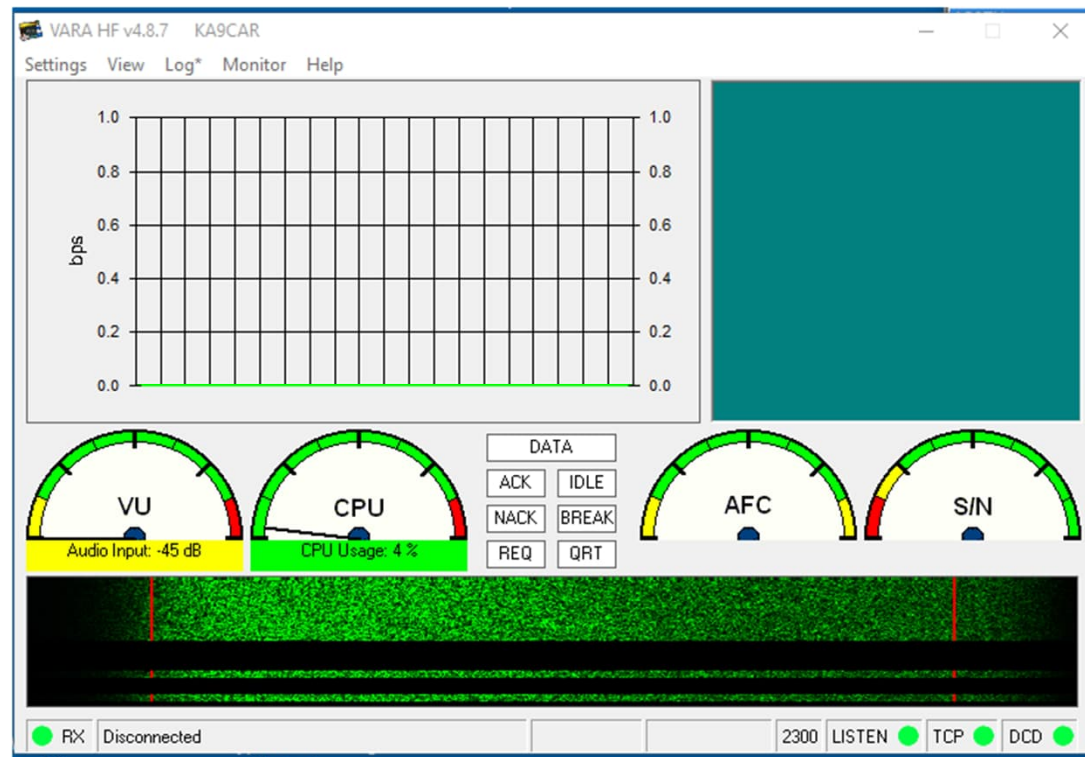 VARA HF v4.8.7 KA9CAR
Settings View Log* Monitor Help
bps
1.0 1.0
0.8 0.8
0.6 0.6
0.4 0.4
0.2 0.2
0.0 0.0
VU
Audio Input: -45 dB
CPU
CPU Usage: 4 %
DATA
ACK IDLE
NACK BREAK
REQ QRT
AFC
S/N
RX Disconnected 2300 LISTEN TCP DCD